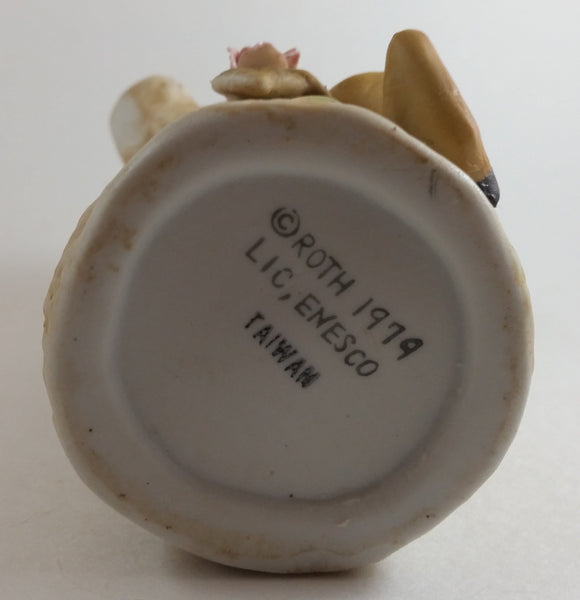 ©ROTH 1979
LIC, ENESCO
TAIWAN